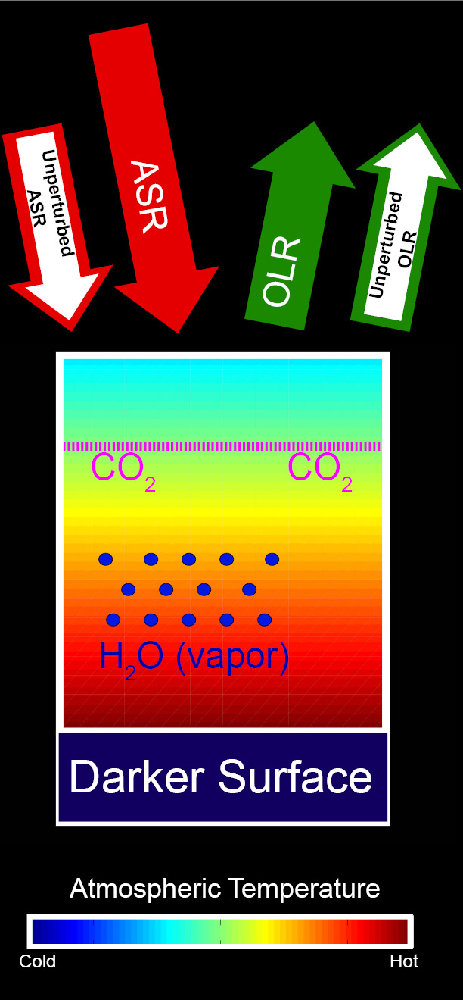 Unperturbed
ASR
ASR
OLR
Unperturbed
OLR
CO2 CO2
H2O (vapor)
Darker Surface
Atmospheric Temperature
Cold Hot